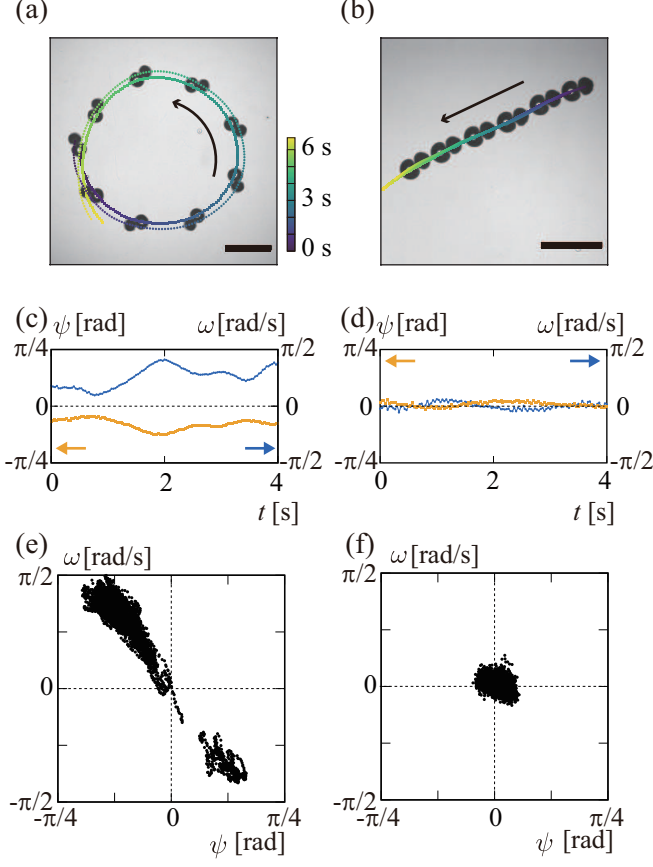 (a)
(b)
6 s
3 s
0 s
(c) ψ [rad] ω [rad/s]
π/4 π/2
0
-π/4 -π/2
0 2 4
t [s]
(d) ψ [rad] ω [rad/s]
π/4 π/2
0 0
-π/4 -π/2
0 2 4
t [s]
(e) ω [rad/s]
π/2
0
-π/2
-π/4 0 π/4
ψ [rad]
(f) ω [rad/s]
π/2
0
-π/2
-π/4 0 π/4
ψ [rad]